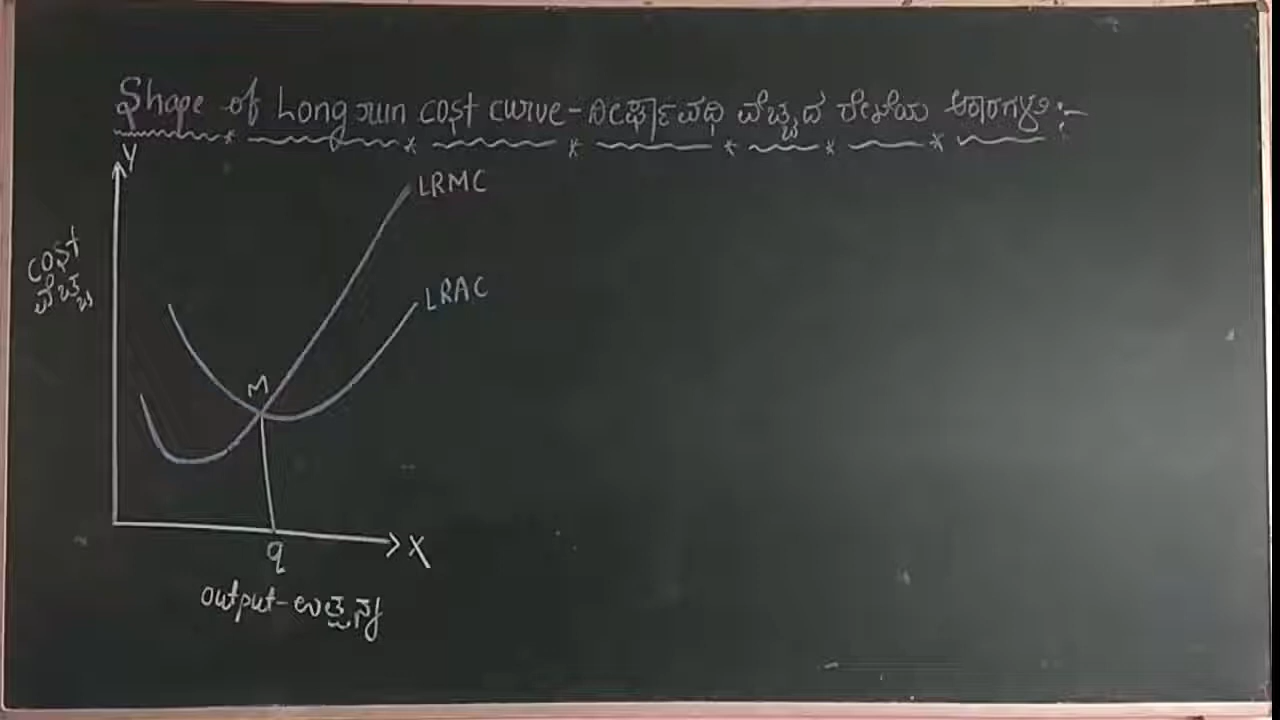 Shape of Long run cost curve - ದೀರ್ಘಾವಧಿ ವೆಚ್ಚದ ರೇಖೆಯ ಆಕಾರಗಳು :-
Y
LRMC
cost
ವೆಚ್ಚ
LRAC
M
q
X
output - ಉತ್ಪನ್ನ